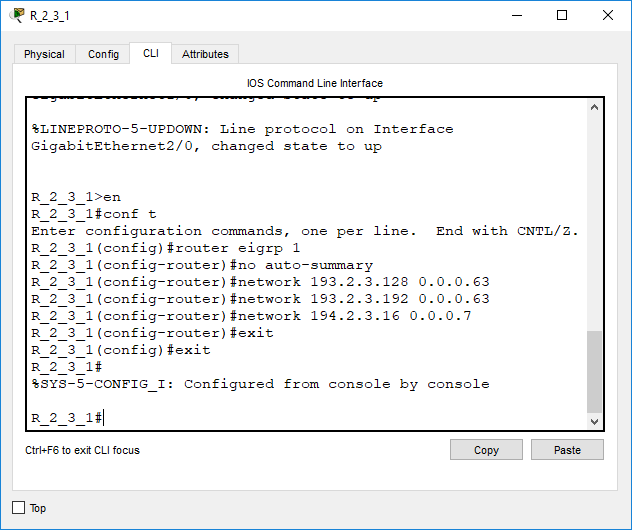 R_2_3_1
Physical Config CLI Attributes
IOS Command Line Interface
%LINEPROTO-5-UPDOWN: Line protocol on Interface
GigabitEthernet2/0, changed state to up
R_2_3_1>en
R_2_3_1#conf t
Enter configuration commands, one per line.  End with CNTL/Z.
R_2_3_1(config)#router eigrp 1
R_2_3_1(config-router)#no auto-summary
R_2_3_1(config-router)#network 193.2.3.128 0.0.0.63
R_2_3_1(config-router)#network 193.2.3.192 0.0.0.63
R_2_3_1(config-router)#network 194.2.3.16 0.0.0.7
R_2_3_1(config-router)#exit
R_2_3_1(config)#exit
R_2_3_1#
%SYS-5-CONFIG_I: Configured from console by console
R_2_3_1#
Ctrl+F6 to exit CLI focus Copy Paste
Top